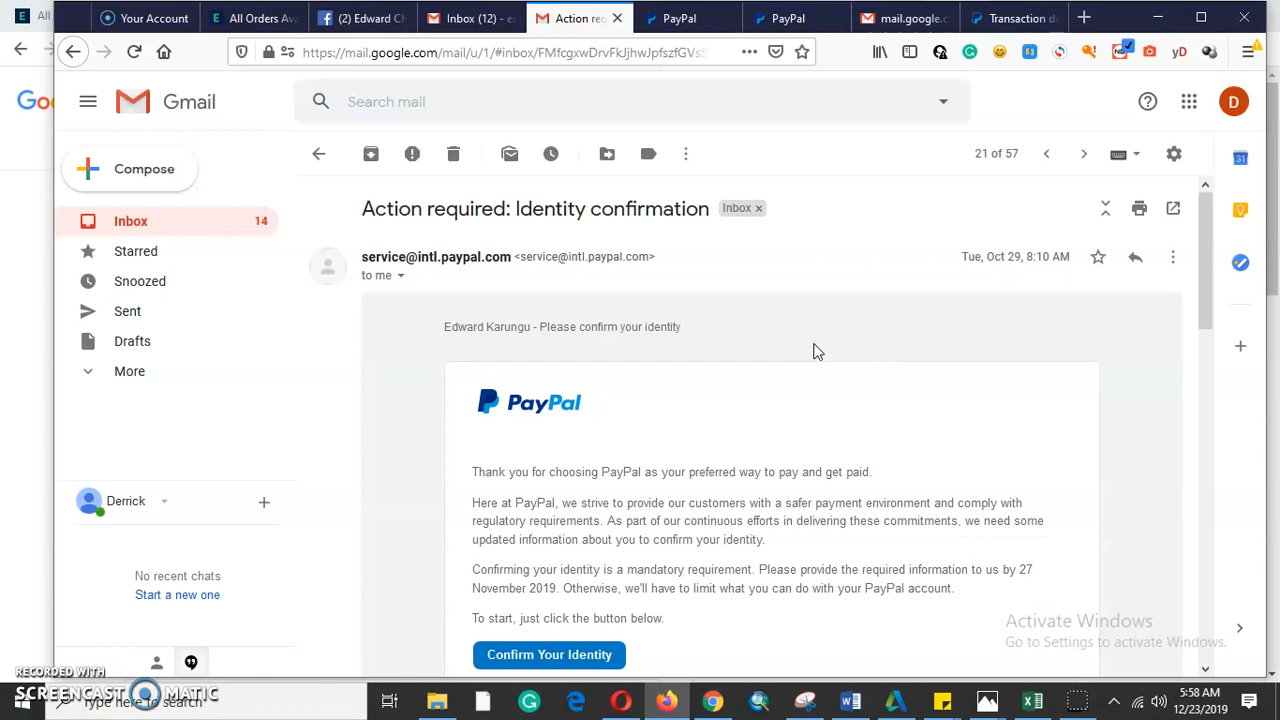 All
Your Account
All Orders Ava
(2) Edward Ch
Inbox (12) - e
Action req
PayPal
PayPal
mail.google.c
Transaction de
https://mail.google.com/mail/u/1/#inbox/FMfcgxwDrvFkJjhwJpfszfGVsS
Goo
Gmail
Search mail
D
Compose
21 of 57
Inbox 14
Starred
Snoozed
Sent
Drafts
More
Action required: Identity confirmation
Inbox x
service@intl.paypal.com <service@intl.paypal.com>
Tue, Oct 29, 8:10 AM
to me
Edward Karungu - Please confirm your identity
PayPal
Thank you for choosing PayPal as your preferred way to pay and get paid.
Here at PayPal, we strive to provide our customers with a safer payment environment and comply with
regulatory requirements. As part of our continuous efforts in delivering these commitments, we need some
updated information about you to confirm your identity.
Confirming your identity is a mandatory requirement. Please provide the required information to us by 27
November 2019. Otherwise, we'll have to limit what you can do with your PayPal account.
To start, just click the button below.
Confirm Your Identity
Derrick
No recent chats
Start a new one
Activate Windows
Go to Settings to activate Windows.
RECORDED WITH
SCREENCAST MATIC
Type here to search
5:58 AM
12/23/2019